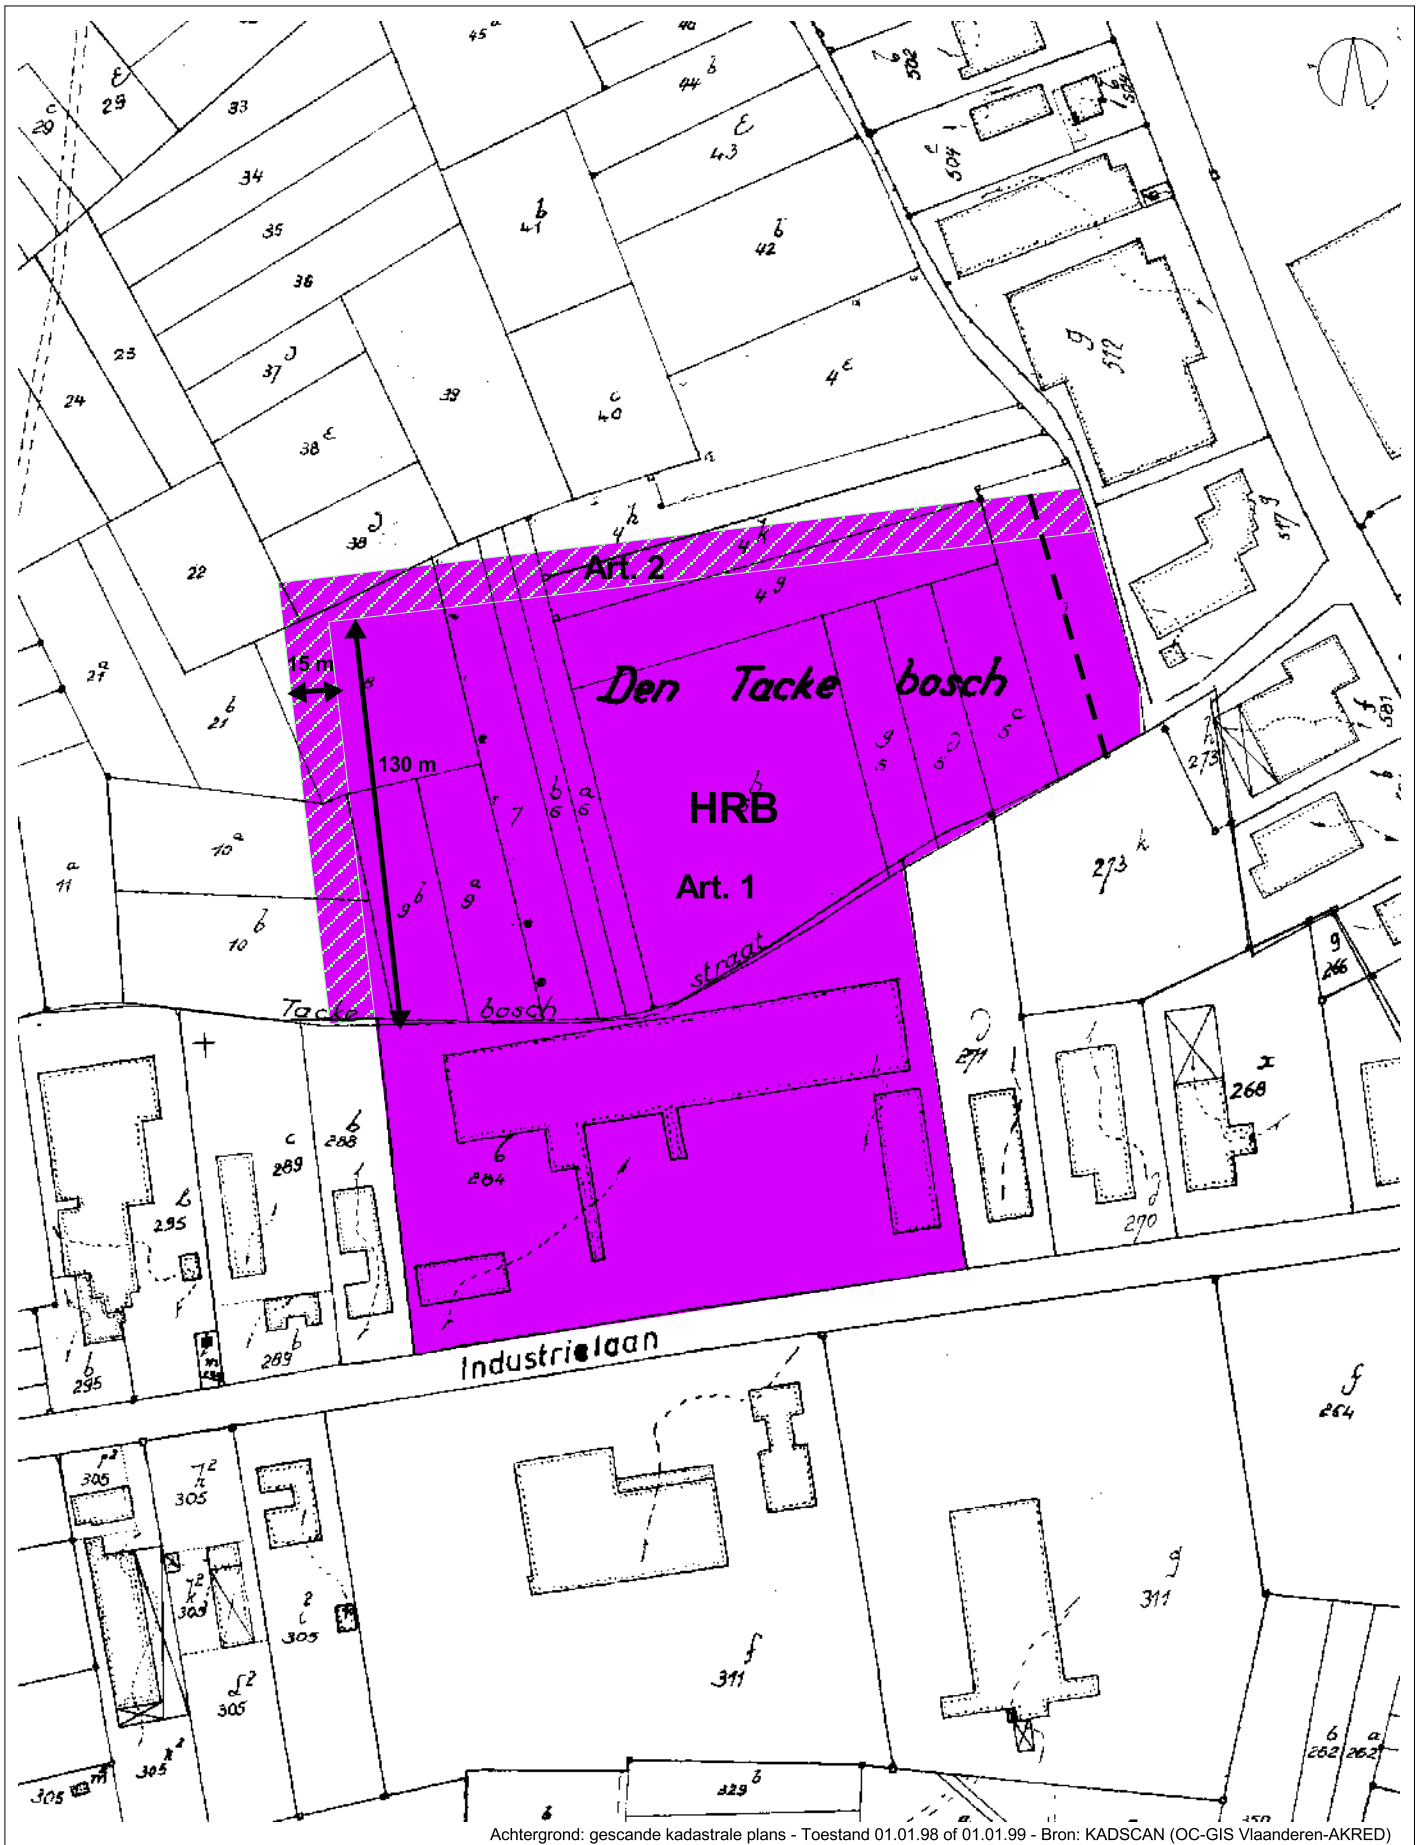 45 a
44 b
29
29
33
43
34
41 b
35
42 b
36
23
37
39
4
24
40 c
38
38
22
4 h
4 k
Art. 2
4 g
21 a
15 m
8
Den Tacke bosch
21 b
130 m
b 6
a 6
7
g 5
5
c 5
HRB
10 a
a 11
Art. 1
9 b
9 a
273 k
10 b
straat
Tacke bosch
g 266
271
268
c 289
b 288
284
295
270
289 b
b 295
Industrielaan
264
305
305
305
305
305
305
305
311
g 311
f 311
329 b
b 262
a 262
b
502
504
g 512
517 g
f 581
273
Achtergrond: gescande kadastrale plans - Toestand 01.01.98 of 01.01.99 - Bron: KADSCAN (OC-GIS Vlaanderen-AKRED)